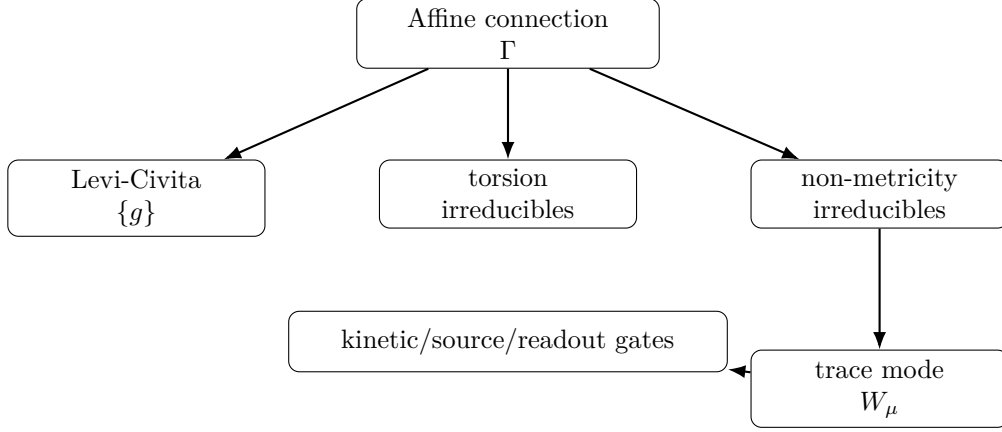 Affine connection
Γ
Levi-Civita
{g}
torsion
irreducibles
non-metricity
irreducibles
kinetic/source/readout gates
trace mode
W_μ